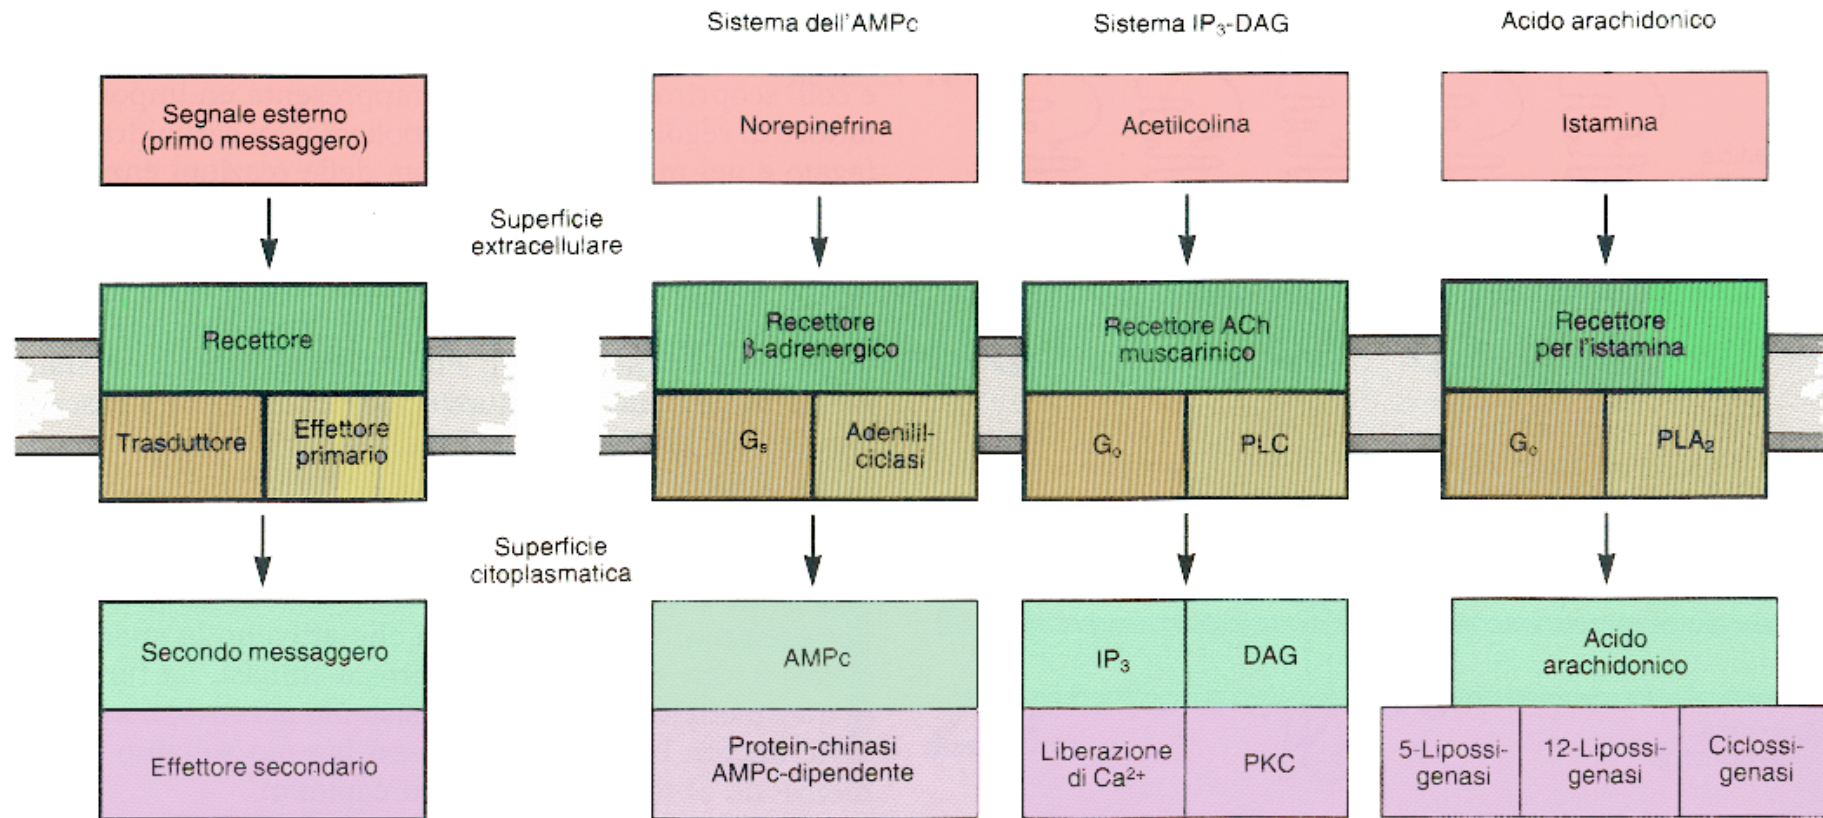 Sistema dell'AMPc
Sistema IP₃-DAG
Acido arachidonico
Segnale esterno
(primo messaggero)
Norepinefrina
Acetilcolina
Istamina
Superficie
extracellulare
Recettore
Recettore
β-adrenergico
Recettore ACh
muscarinico
Recettore
per l'istamina
Trasduttore
Effettore
primario
Gₛ
Adenilil-
ciclasi
Gₒ
PLC
Gₒ
PLA₂
Superficie
citoplasmatica
Secondo messaggero
AMPc
IP₃
DAG
Acido
arachidonico
Effettore secondario
Protein-chinasi
AMPc-dipendente
Liberazione
di Ca²⁺
PKC
5-Lipossi-
genasi
12-Lipossi-
genasi
Ciclossi-
genasi